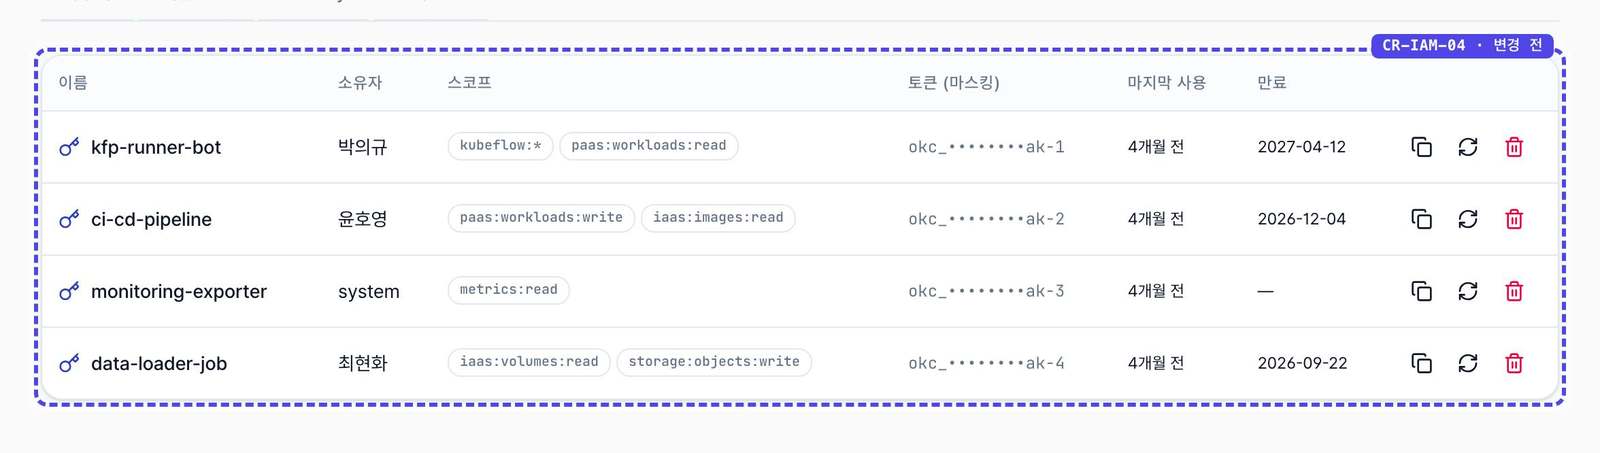 CR-IAM-04 · 변경 전
이름 소유자 스코프 토큰 (마스킹) 마지막 사용 만료
kfp-runner-bot 박의규 kubeflow:* paas:workloads:read okc_••••••••ak-1 4개월 전 2027-04-12
ci-cd-pipeline 윤호영 paas:workloads:write iaas:images:read okc_••••••••ak-2 4개월 전 2026-12-04
monitoring-exporter system metrics:read okc_••••••••ak-3 4개월 전 —
data-loader-job 최현화 iaas:volumes:read storage:objects:write okc_••••••••ak-4 4개월 전 2026-09-22